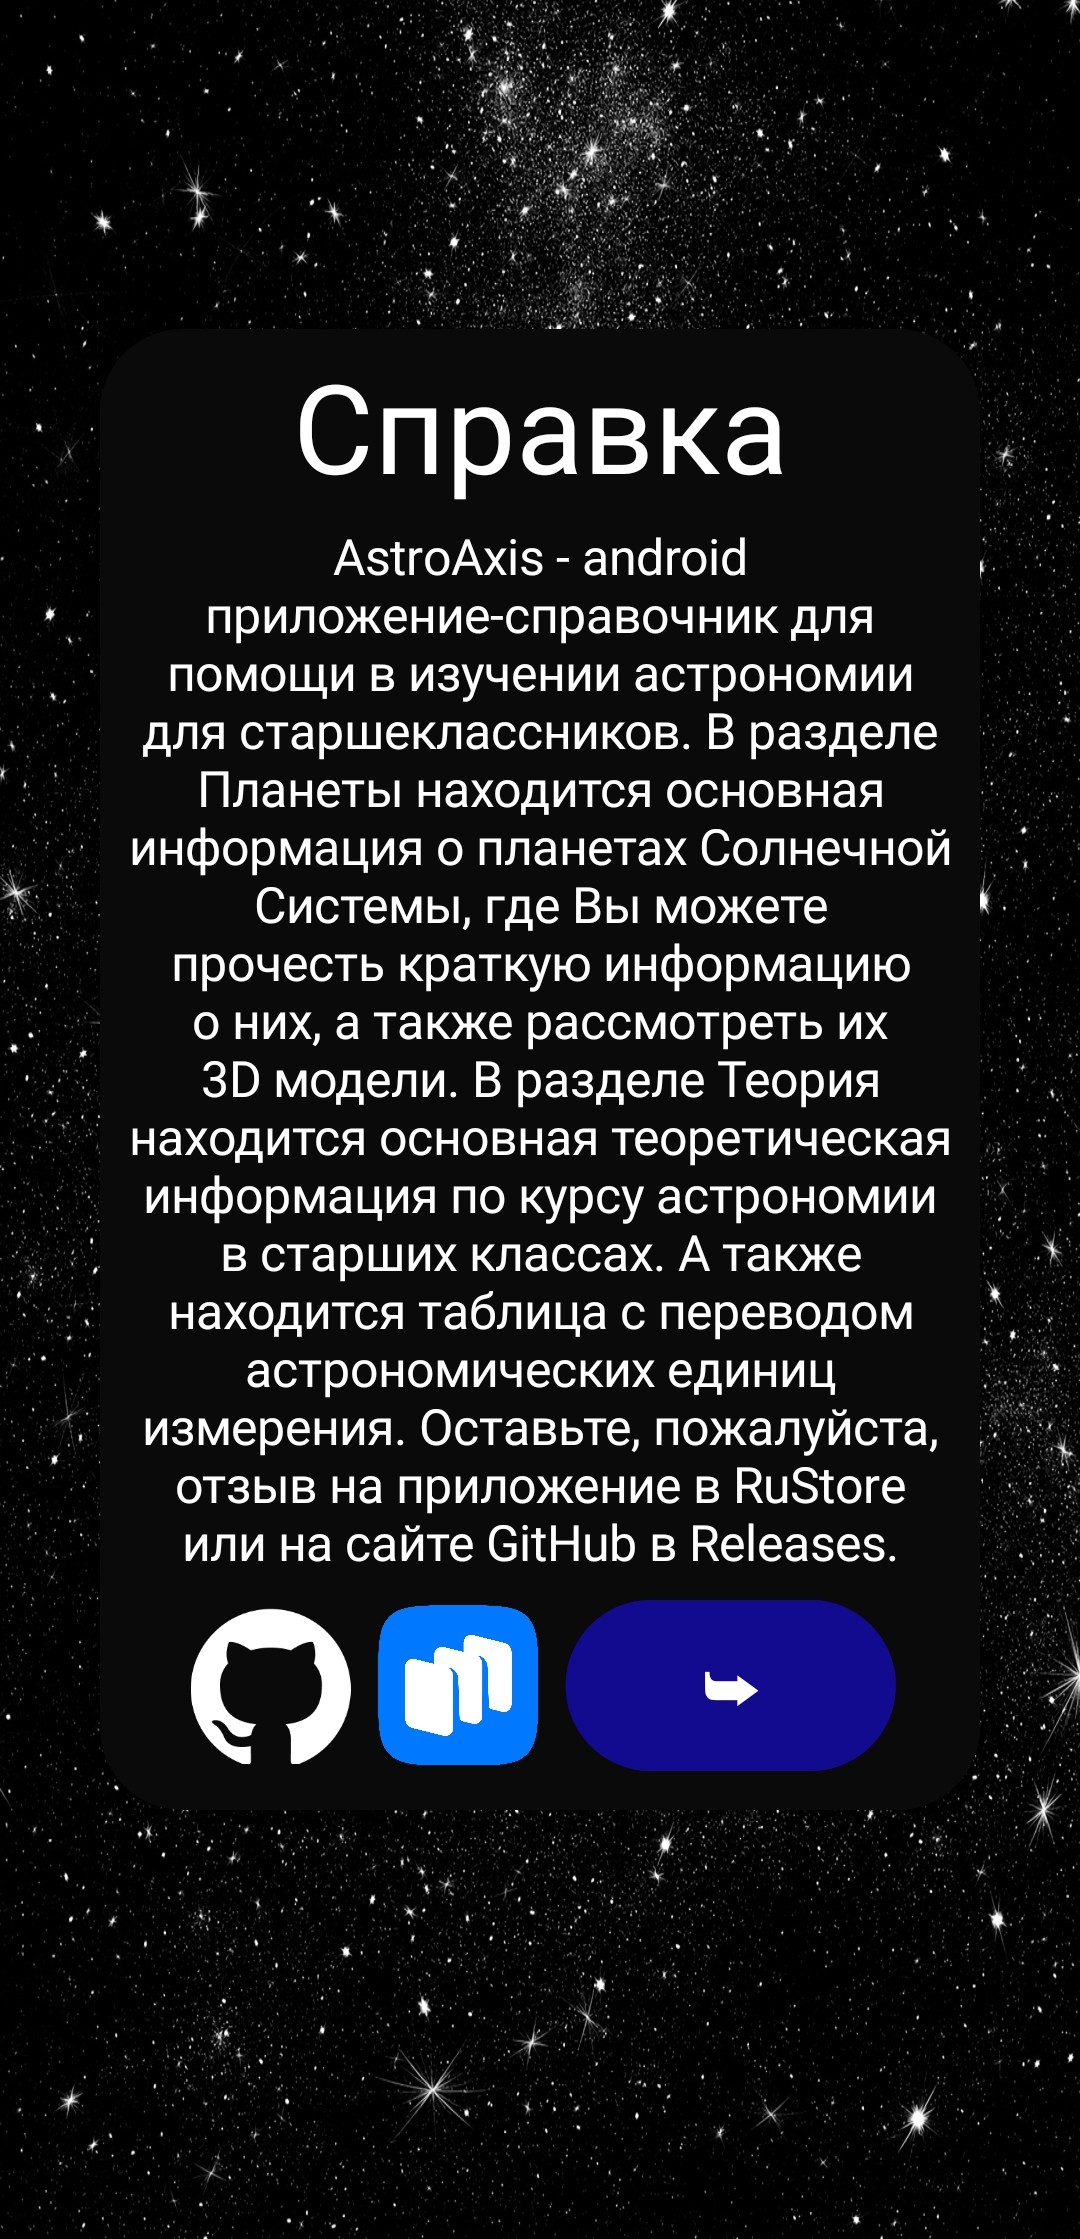 Справка
AstroAxis - android
приложение-справочник для
помощи в изучении астрономии
для старшеклассников. В разделе
Планеты находится основная
информация о планетах Солнечной
Системы, где Вы можете
прочесть краткую информацию
о них, а также рассмотреть их
3D модели. В разделе Теория
находится основная теоретическая
информация по курсу астрономии
в старших классах. А также
находится таблица с переводом
астрономических единиц
измерения. Оставьте, пожалуйста,
отзыв на приложение в RuStore
или на сайте GitHub в Releases.